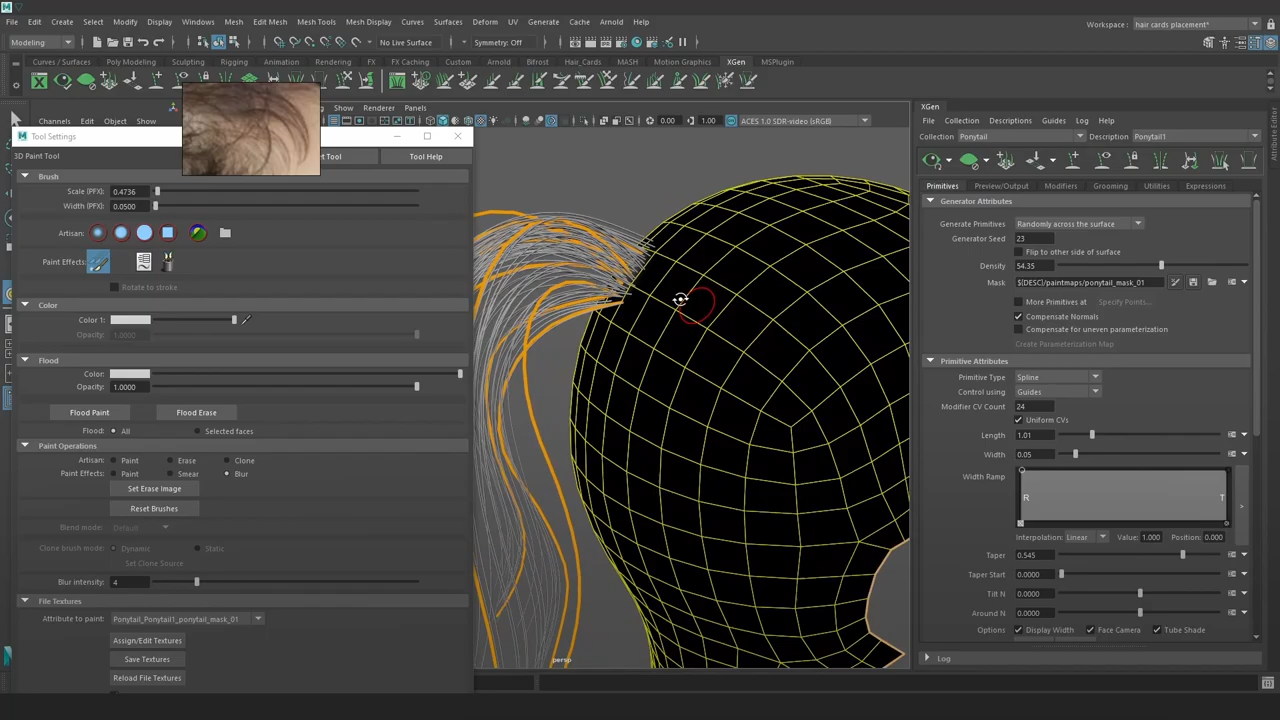 File Edit Create Select Modify Display Windows Mesh Edit Mesh Mesh Tools Mesh Display Curves Surfaces Deform UV Generate Cache Arnold Help
Workspace : hair cards placement*
Modeling No Live Surface Symmetry: Off
Curves / Surfaces Poly Modeling Sculpting Rigging Animation Rendering FX FX Caching Custom Arnold Bifrost Hair_Cards MASH Motion Graphics XGen MSPlugin
Channels Edit Object Show
Show Renderer Panels
0.00 1.00 ACES 1.0 SDR-video (sRGB)
Tool Settings
3D Paint Tool
Tool Help
Brush
Scale (PFX): 0.4736
Width (PFX): 0.0500
Artisan:
Paint Effects:
Rotate to stroke
Color
Color 1:
Opacity: 1.0000
Flood
Color:
Opacity: 1.0000
Flood Paint Flood Erase
Flood: All Selected faces
Paint Operations
Artisan: Paint Erase Clone
Paint Effects: Paint Smear Blur
Set Erase Image
Reset Brushes
Blend mode: Default
Clone brush mode: Dynamic Static
Set Clone Source
Blur intensity: 4
File Textures
Attribute to paint: Ponytail_Ponytail1_ponytail_mask_01
Assign/Edit Textures
Save Textures
Reload File Textures
persp
XGen
File Collection Descriptions Guides Log Help
Collection Ponytail Description Ponytail1
Primitives Preview/Output Modifiers Grooming Utilities Expressions
Generator Attributes
Generate Primitives Randomly across the surface
Generator Seed 23
Flip to other side of surface
Density 54.35
Mask ${DESC}/paintmaps/ponytail_mask_01
More Primitives at Specify Points...
Compensate Normals
Compensate for uneven parameterization
Create Parameterization Map
Primitive Attributes
Primitive Type Spline
Control using Guides
Modifier CV Count 24
Uniform CVs
Length 1.01
Width 0.05
Width Ramp
R T
>
Interpolation: Linear Value: 1.000 Position: 0.000
Taper 0.545
Taper Start 0.0000
Tilt N 0.0000
Around N 0.0000
Options Display Width Face Camera Tube Shade
Log
Attribute Editor